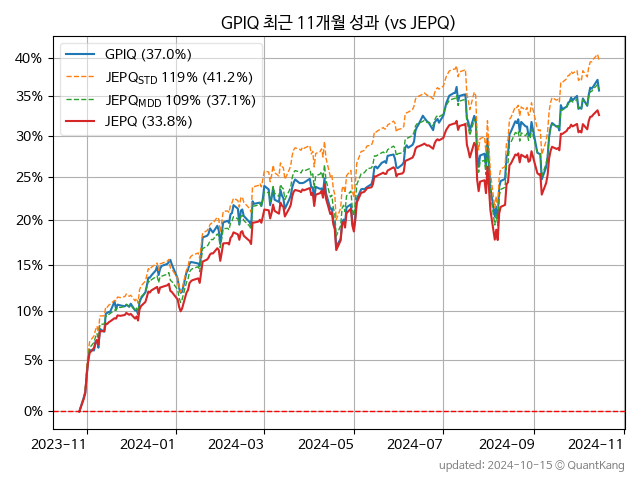 GPIQ 최근 11개월 성과 (vs JEPQ)
GPIQ (37.0%)
JEPQSTD 119% (41.2%)
JEPQMDD 109% (37.1%)
JEPQ (33.8%)
40%
35%
30%
25%
20%
15%
10%
5%
0%
2023-11 2024-01 2024-03 2024-05 2024-07 2024-09 2024-11
updated: 2024-10-15 © QuantKang